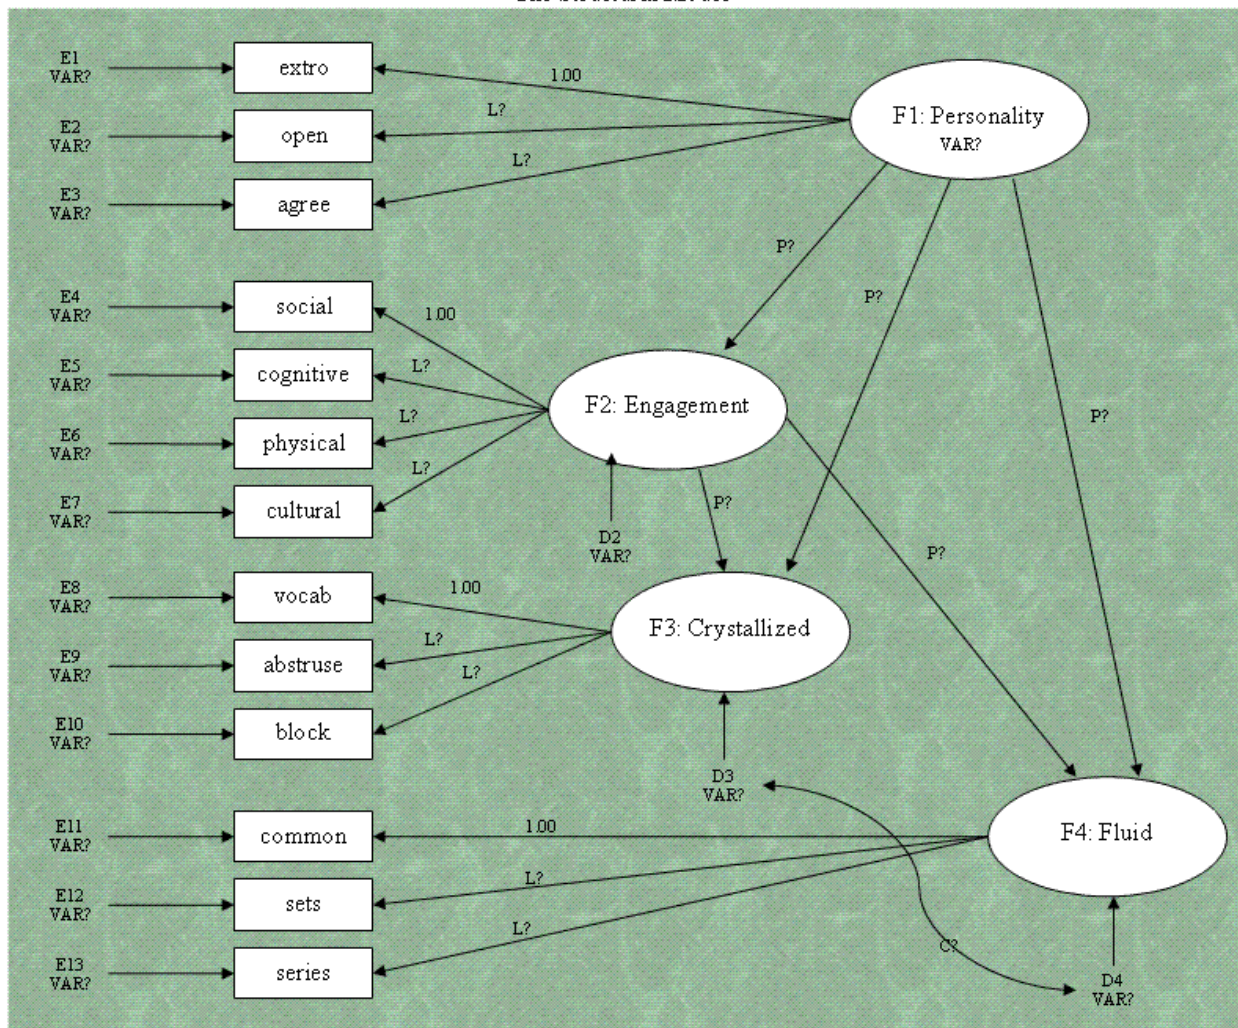 The Structural Model
E1
VAR?
extro
1.00
F1: Personality
VAR?
E2
VAR?
open
L?
E3
VAR?
agree
L?
P?
P?
P?
E4
VAR?
social
1.00
E5
VAR?
cognitive
L?
F2: Engagement
E6
VAR?
physical
L?
E7
VAR?
cultural
L?
D2
VAR?
P?
P?
E8
VAR?
vocab
1.00
F3: Crystallized
E9
VAR?
abstruse
L?
E10
VAR?
block
L?
D3
VAR?
E11
VAR?
common
1.00
F4: Fluid
E12
VAR?
sets
L?
E13
VAR?
series
L?
C?
D4
VAR?